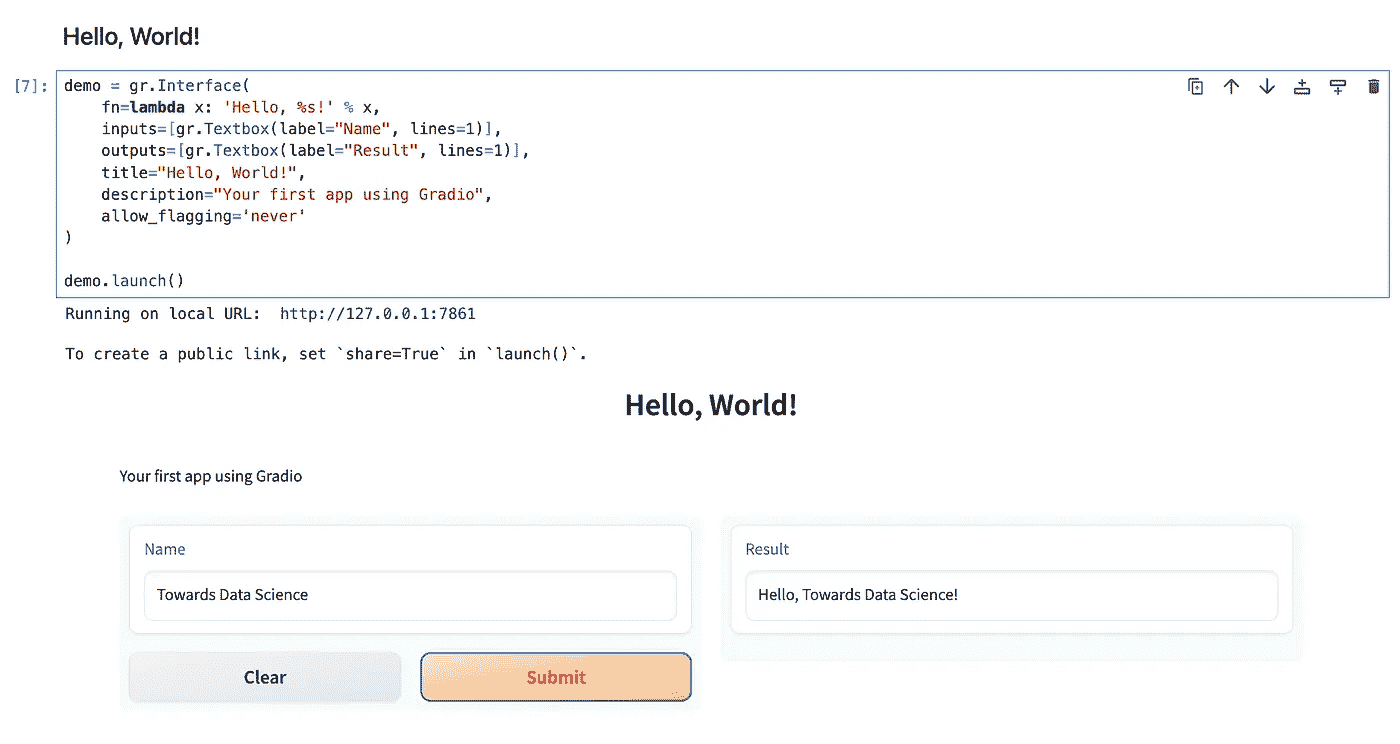 Hello, World!
[7]:
demo = gr.Interface(
    fn=lambda x: 'Hello, %s!' % x,
    inputs=[gr.Textbox(label="Name", lines=1)],
    outputs=[gr.Textbox(label="Result", lines=1)],
    title="Hello, World!",
    description="Your first app using Gradio",
    allow_flagging='never'
)
demo.launch()
Running on local URL:  http://127.0.0.1:7861
To create a public link, set `share=True` in `launch()`.
Hello, World!
Your first app using Gradio
Name
Towards Data Science
Clear
Submit
Result
Hello, Towards Data Science!